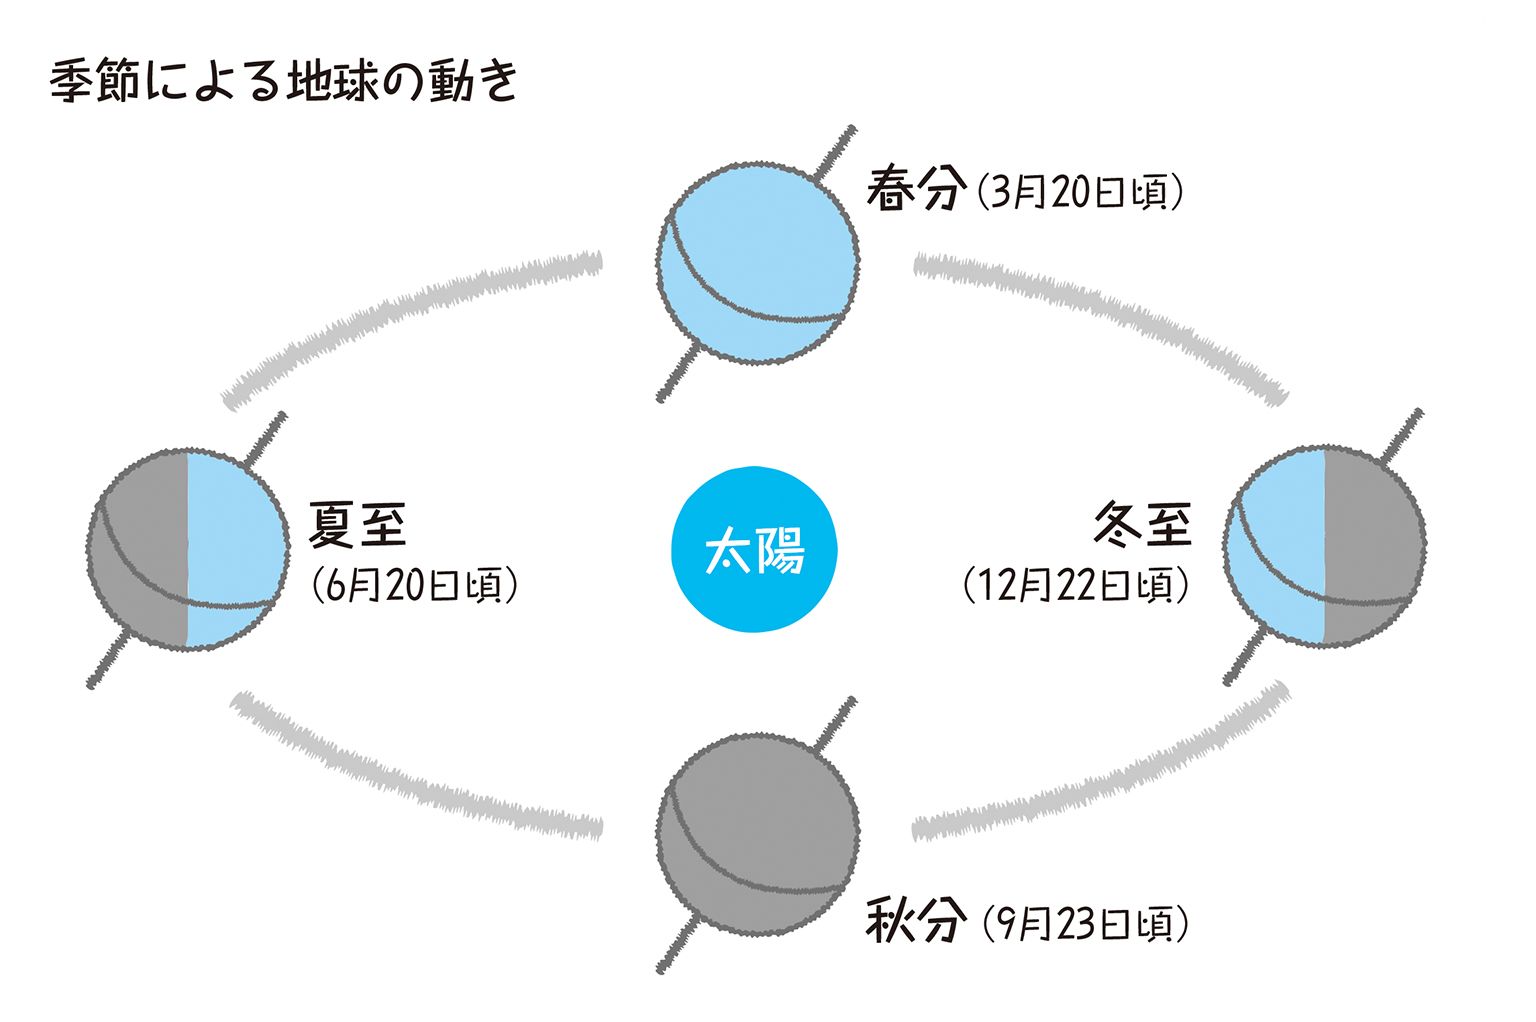 季節による地球の動き
春分(3月20日頃)
夏至
(6月20日頃)
太陽
冬至
(12月22日頃)
秋分(9月23日頃)